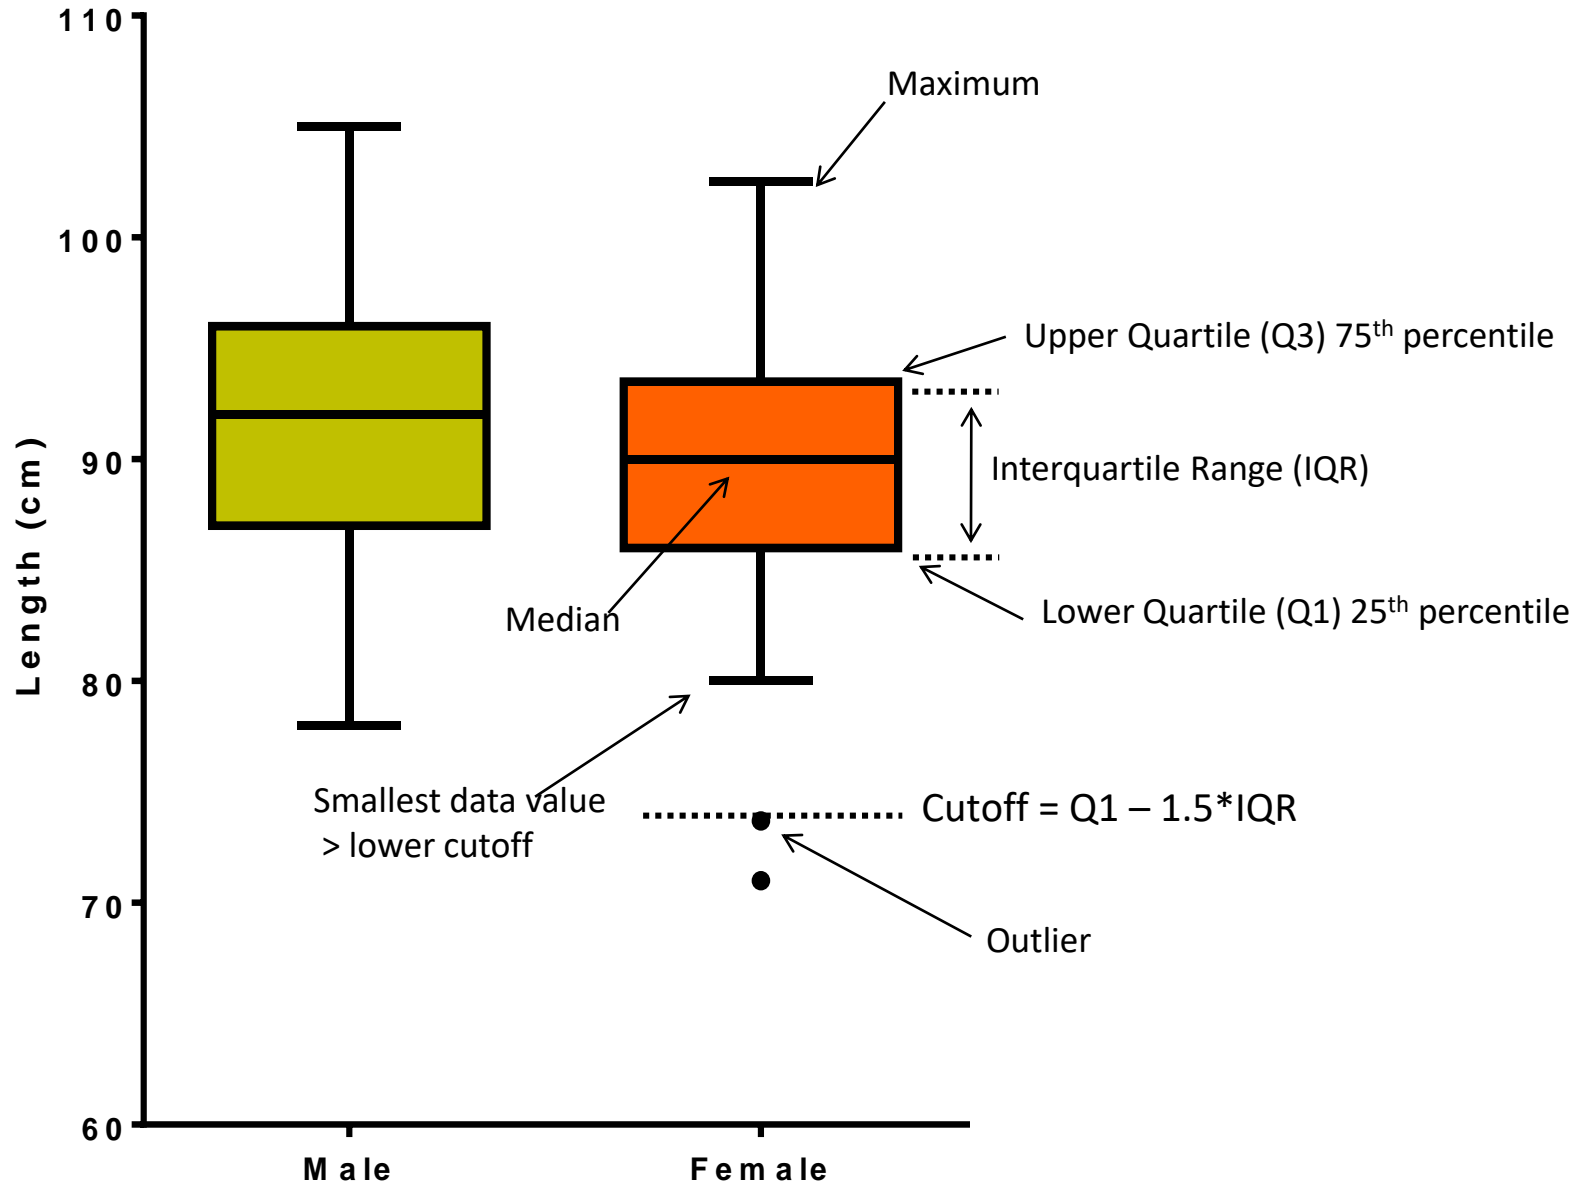 110
Maximum
100
Upper Quartile (Q3) 75th percentile
90
Interquartile Range (IQR)
Length (cm)
Median
Lower Quartile (Q1) 25th percentile
80
Smallest data value
> lower cutoff
Cutoff = Q1 – 1.5*IQR
70
Outlier
60
Male
Female